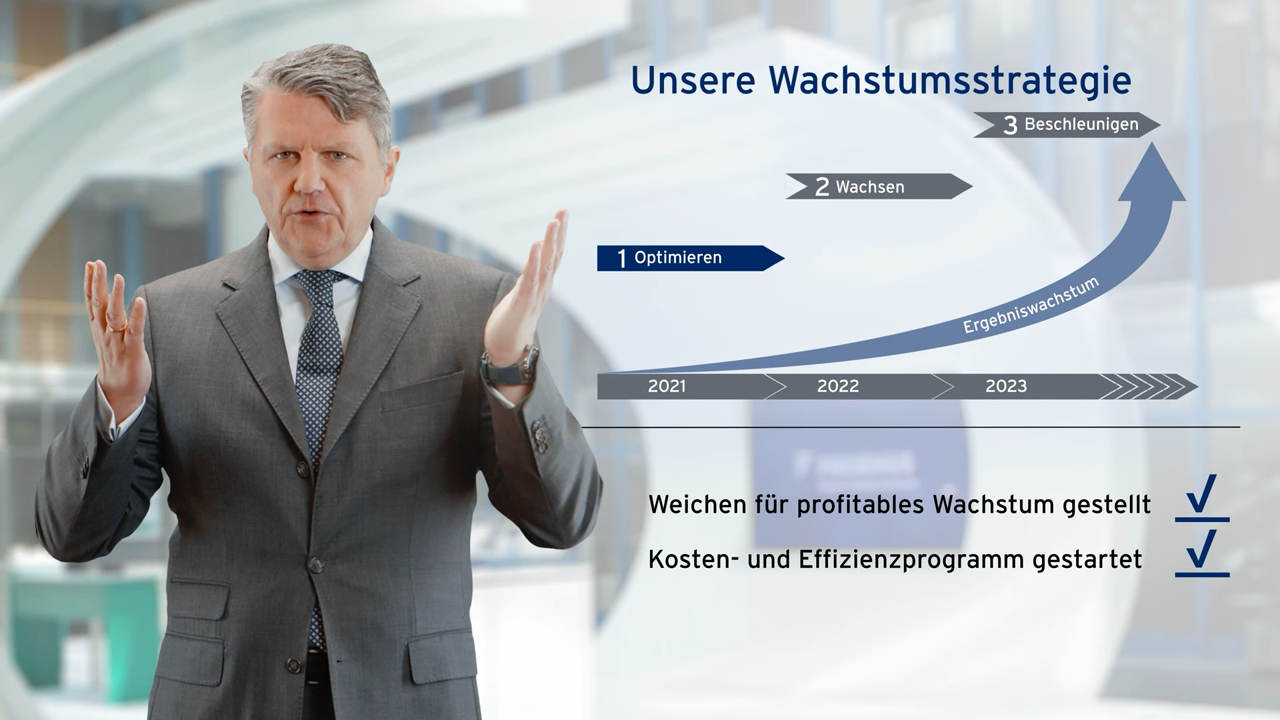 Unsere Wachstumsstrategie
3 Beschleunigen
2 Wachsen
1 Optimieren
Ergebniswachstum
2021 2022 2023
Weichen für profitables Wachstum gestellt
Kosten- und Effizienzprogramm gestartet